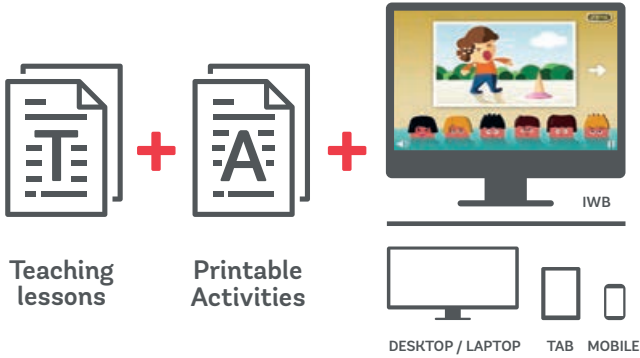 T
A
IWB
Teaching
lessons
Printable
Activities
DESKTOP / LAPTOP
TAB
MOBILE